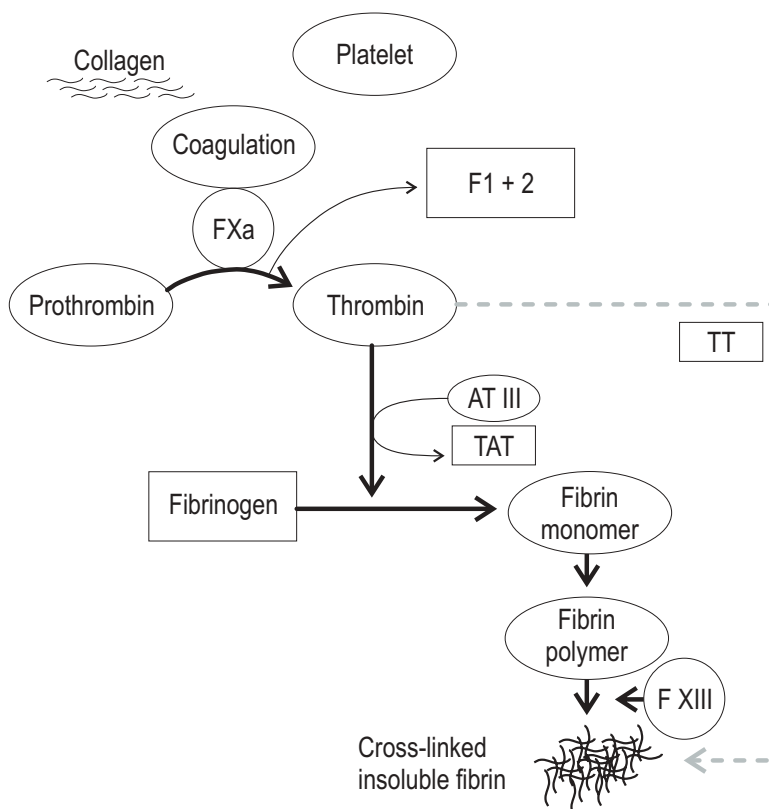 Platelet
Collagen
Coagulation
F1 + 2
FXa
Prothrombin
Thrombin
TT
AT III
TAT
Fibrinogen
Fibrin
monomer
Fibrin
polymer
F XIII
Cross-linked
insoluble fibrin